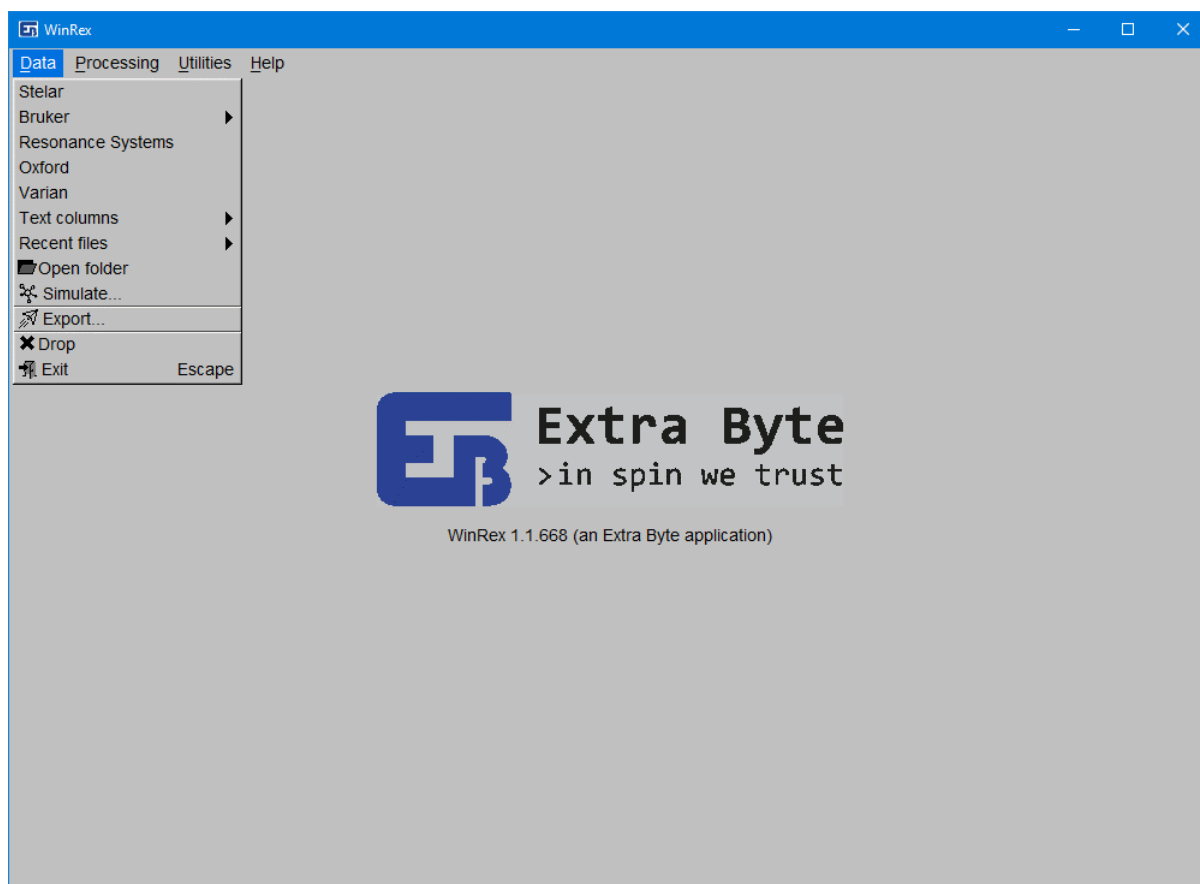 WinRex
Data Processing Utilities Help
Stelar
Bruker
Resonance Systems
Oxford
Varian
Text columns
Recent files
Open folder
Simulate...
Export...
Drop
Exit Escape
EB
Extra Byte
>in spin we trust
WinRex 1.1.668 (an Extra Byte application)